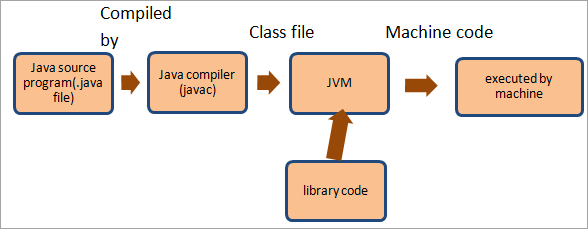 Compiled
by
Class file
Machine code
Java source
program(.java
file)
Java compiler
(javac)
JVM
executed by
machine
library code